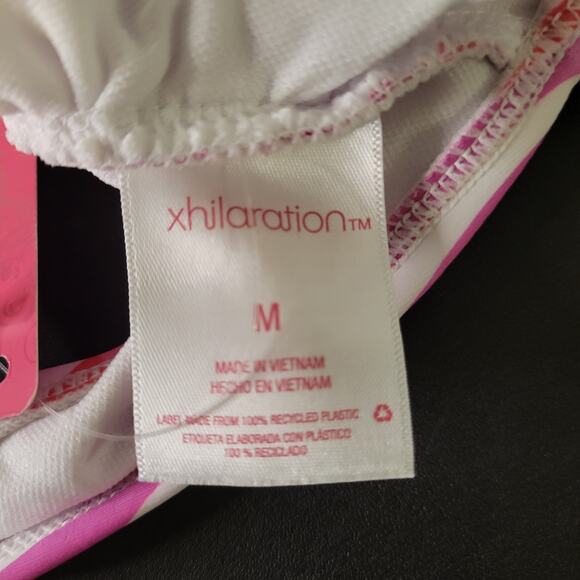 xhilaration™
M
MADE IN VIETNAM
HECHO EN VIETNAM
LABEL MADE FROM 100% RECYCLED PLASTIC
ETIQUETA ELABORADA CON PLÁSTICO
100 % RECICLADO